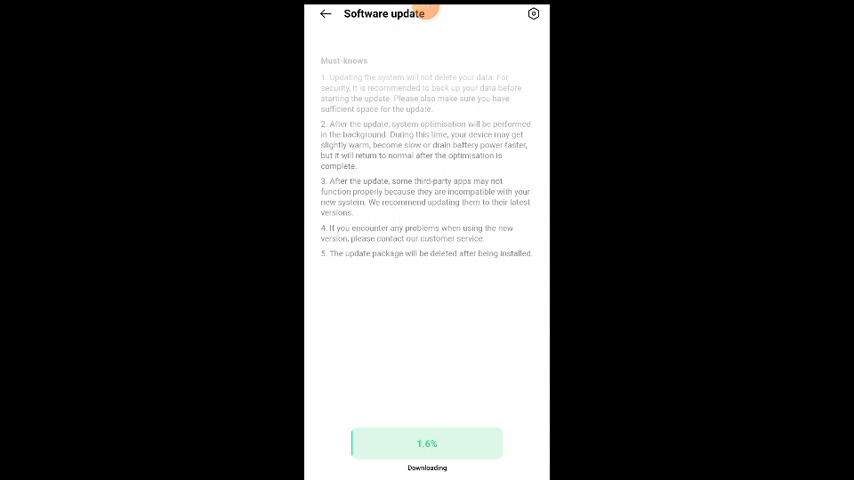 Software update
Must-knows
1. Updating the system will not delete your data. For
security, it is recommended to back up your data before
starting the update. Please also make sure you have
sufficient space for the update.
2. After the update, system optimisation will be performed
in the background. During this time, your device may get
slightly warm, become slow or drain battery power faster,
but it will return to normal after the optimisation is
complete.
3. After the update, some third-party apps may not
function properly because they are incompatible with your
new system. We recommend updating them to their latest
versions.
4. If you encounter any problems when using the new
version, please contact our customer service.
5. The update package will be deleted after being installed.
1.6%
Downloading